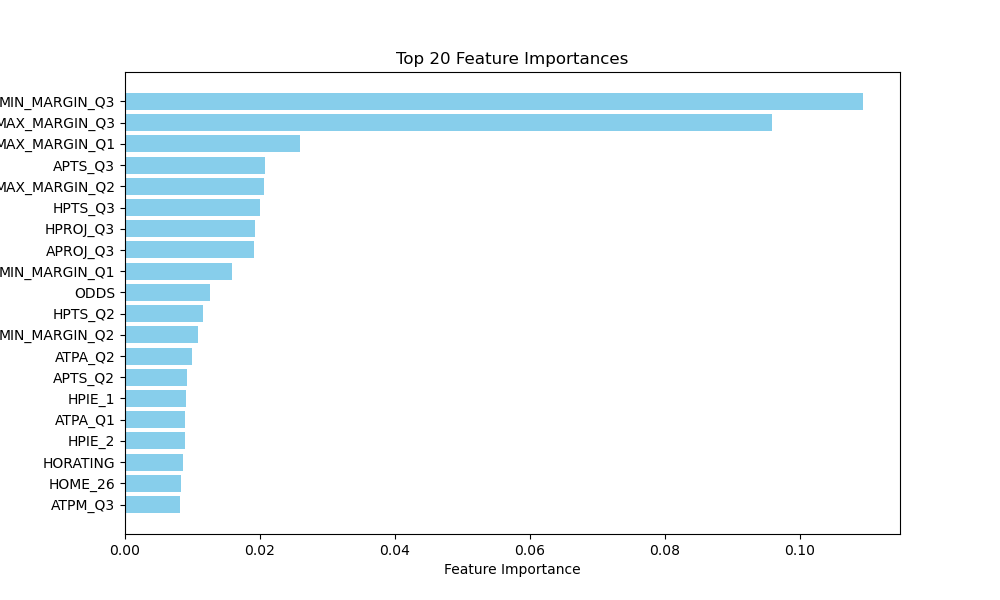 Top 20 Feature Importances
MIN_MARGIN_Q3
MAX_MARGIN_Q3
MAX_MARGIN_Q1
APTS_Q3
MAX_MARGIN_Q2
HPTS_Q3
HPROJ_Q3
APROJ_Q3
MIN_MARGIN_Q1
ODDS
HPTS_Q2
MIN_MARGIN_Q2
ATPA_Q2
APTS_Q2
HPIE_1
ATPA_Q1
HPIE_2
HORATING
HOME_26
ATPM_Q3
0.00 0.02 0.04 0.06 0.08 0.10
Feature Importance